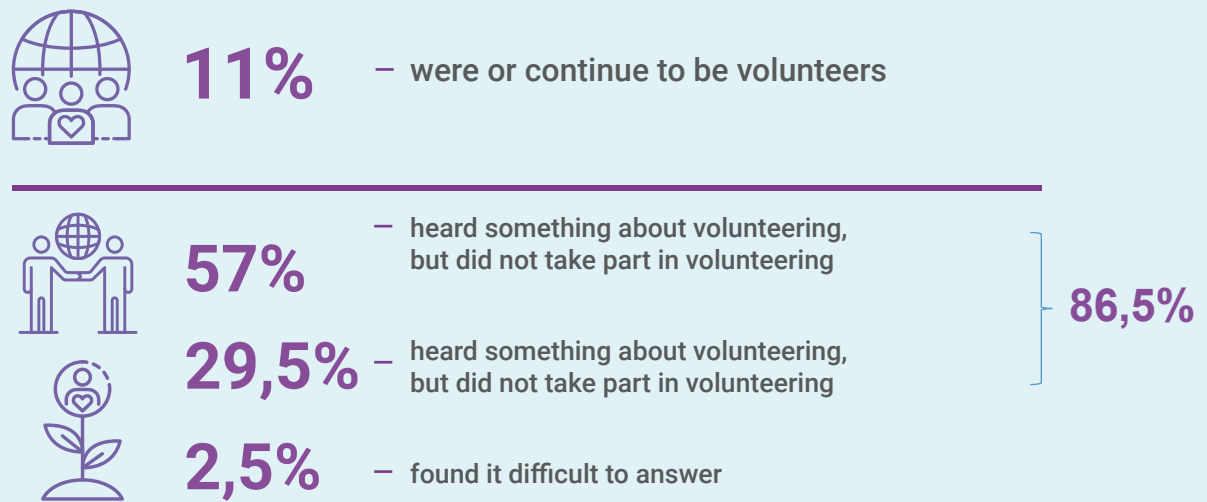 11% – were or continue to be volunteers
57% – heard something about volunteering,
but did not take part in volunteering
86,5%
29,5% – heard something about volunteering,
but did not take part in volunteering
2,5% – found it difficult to answer